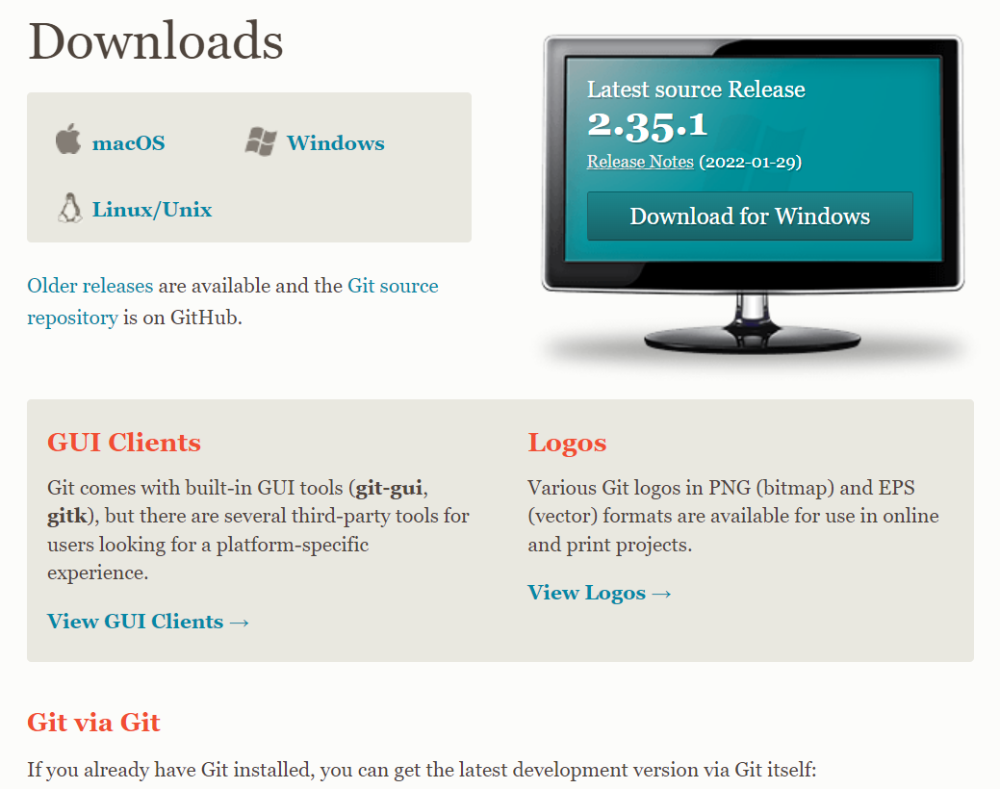 Downloads
macOS
Windows
Linux/Unix
Older releases are available and the Git source
repository is on GitHub.
Latest source Release
2.35.1
Release Notes (2022-01-29)
Download for Windows
GUI Clients
Git comes with built-in GUI tools (git-gui,
gitk), but there are several third-party tools for
users looking for a platform-specific
experience.
View GUI Clients →
Logos
Various Git logos in PNG (bitmap) and EPS
(vector) formats are available for use in online
and print projects.
View Logos →
Git via Git
If you already have Git installed, you can get the latest development version via Git itself: